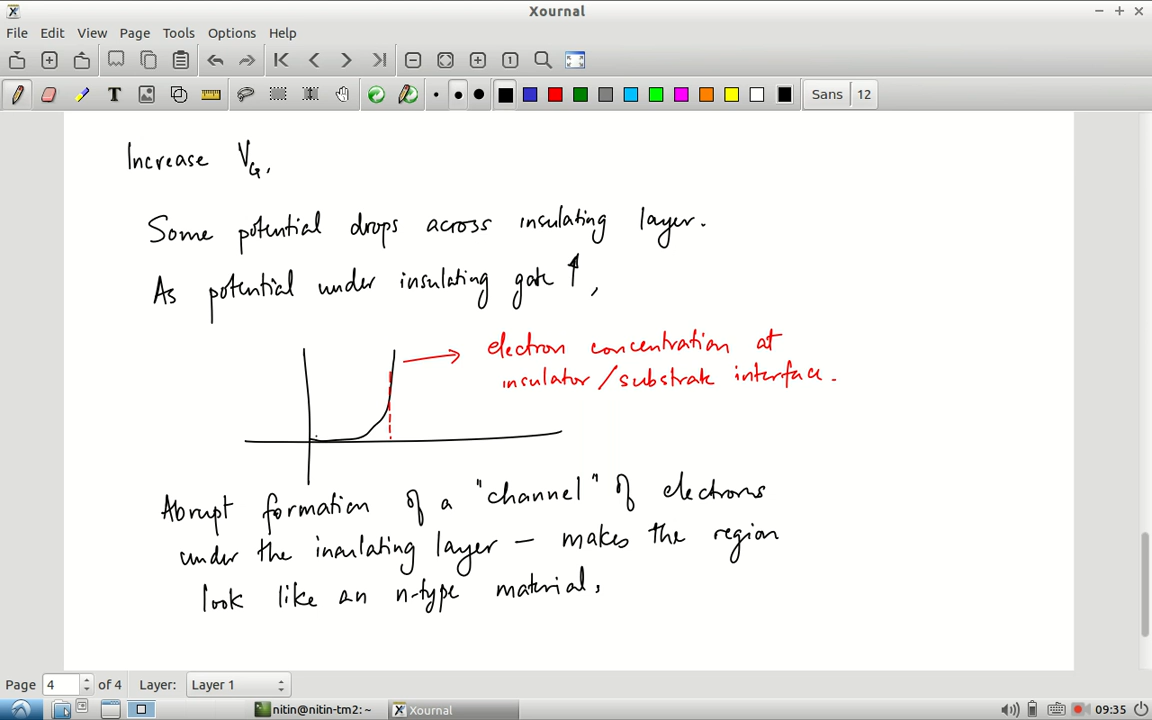 Xournal
File Edit View Page Tools Options Help
Sans 12
Increase VG.
Some potential drops across insulating layer.
As potential under insulating gate ↑,
electron concentration at
insulator/substrate interface.
Abrupt formation of a "channel" of electrons
under the insulating layer – makes the region
look like an n-type material.
Page 4 of 4 Layer: Layer 1
nitin@nitin-tm2: ~ Xournal 09:35